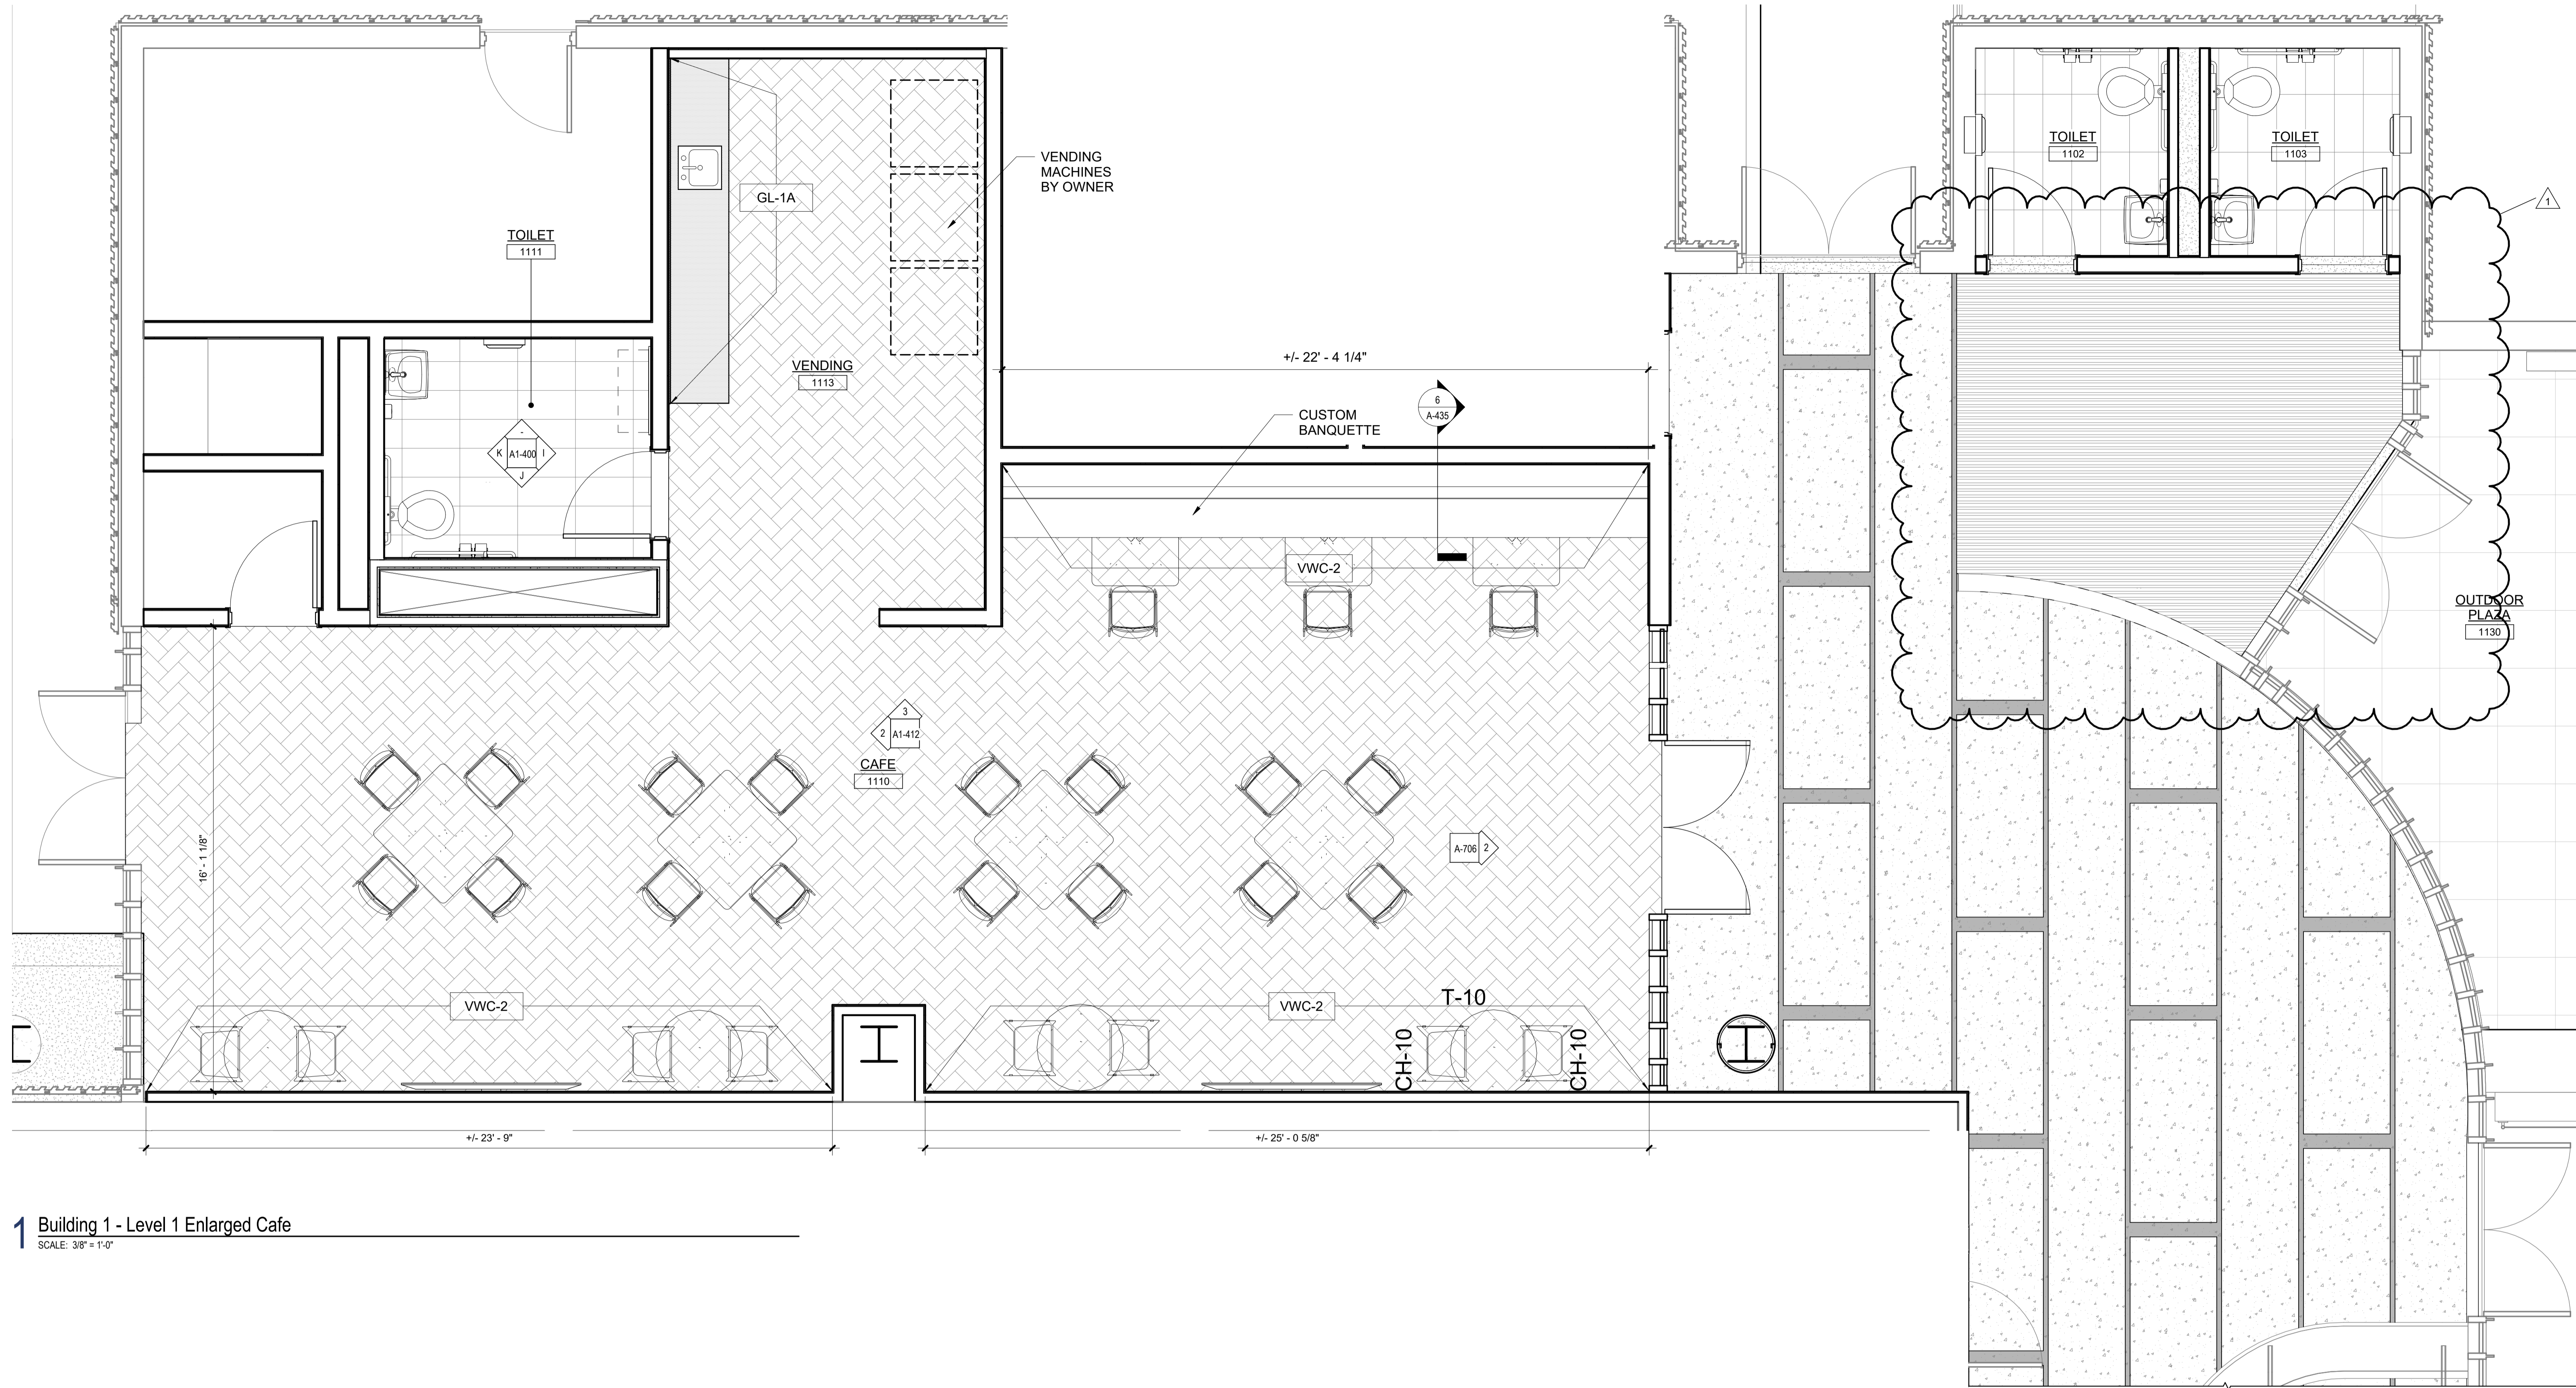 TOILET
1102
TOILET
1103
VENDING
MACHINES
BY OWNER
GL-1A
1
TOILET
1111
+/- 22' - 4 1/4"
VENDING
1113
6
A-435
CUSTOM
BANQUETTE
-
K
A1-400
I
J
VWC-2
OUTDOOR
PLAZA
1130
3
2
A1-412
CAFE
1110
16' - 1 1/8"
A-706
2
VWC-2
VWC-2
T-10
CH-10
CH-10
+/- 23' - 9"
+/- 25' - 0 5/8"
1
Building 1 - Level 1 Enlarged Cafe
SCALE: 3/8" = 1'-0"